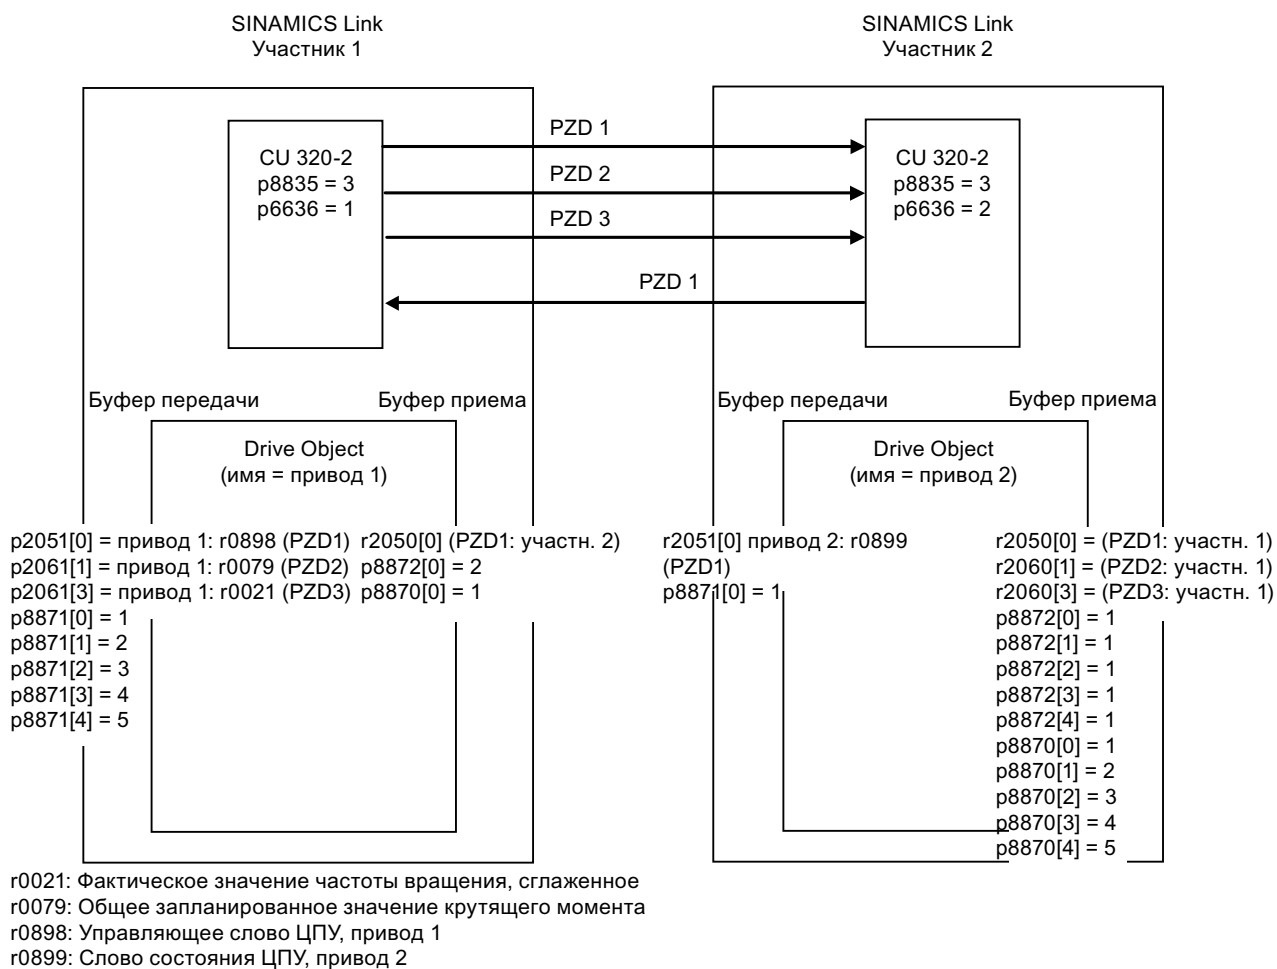 SINAMICS Link
Участник 1
SINAMICS Link
Участник 2
CU 320-2
p8835 = 3
p6636 = 1
PZD 1
PZD 2
PZD 3
PZD 1
CU 320-2
p8835 = 3
p6636 = 2
Буфер передачи
Буфер приема
Drive Object
(имя = привод 1)
p2051[0] = привод 1: r0898 (PZD1)
p2061[1] = привод 1: r0079 (PZD2)
p2061[3] = привод 1: r0021 (PZD3)
p8871[0] = 1
p8871[1] = 2
p8871[2] = 3
p8871[3] = 4
p8871[4] = 5
r2050[0] (PZD1: участн. 2)
p8872[0] = 2
p8870[0] = 1
Буфер передачи
Буфер приема
Drive Object
(имя = привод 2)
r2051[0] привод 2: r0899
(PZD1)
p8871[0] = 1
r2050[0] = (PZD1: участн. 1)
r2060[1] = (PZD2: участн. 1)
r2060[3] = (PZD3: участн. 1)
p8872[0] = 1
p8872[1] = 1
p8872[2] = 1
p8872[3] = 1
p8872[4] = 1
p8870[0] = 1
p8870[1] = 2
p8870[2] = 3
p8870[3] = 4
p8870[4] = 5
r0021: Фактическое значение частоты вращения, сглаженное
r0079: Общее запланированное значение крутящего момента
r0898: Управляющее слово ЦПУ, привод 1
r0899: Слово состояния ЦПУ, привод 2